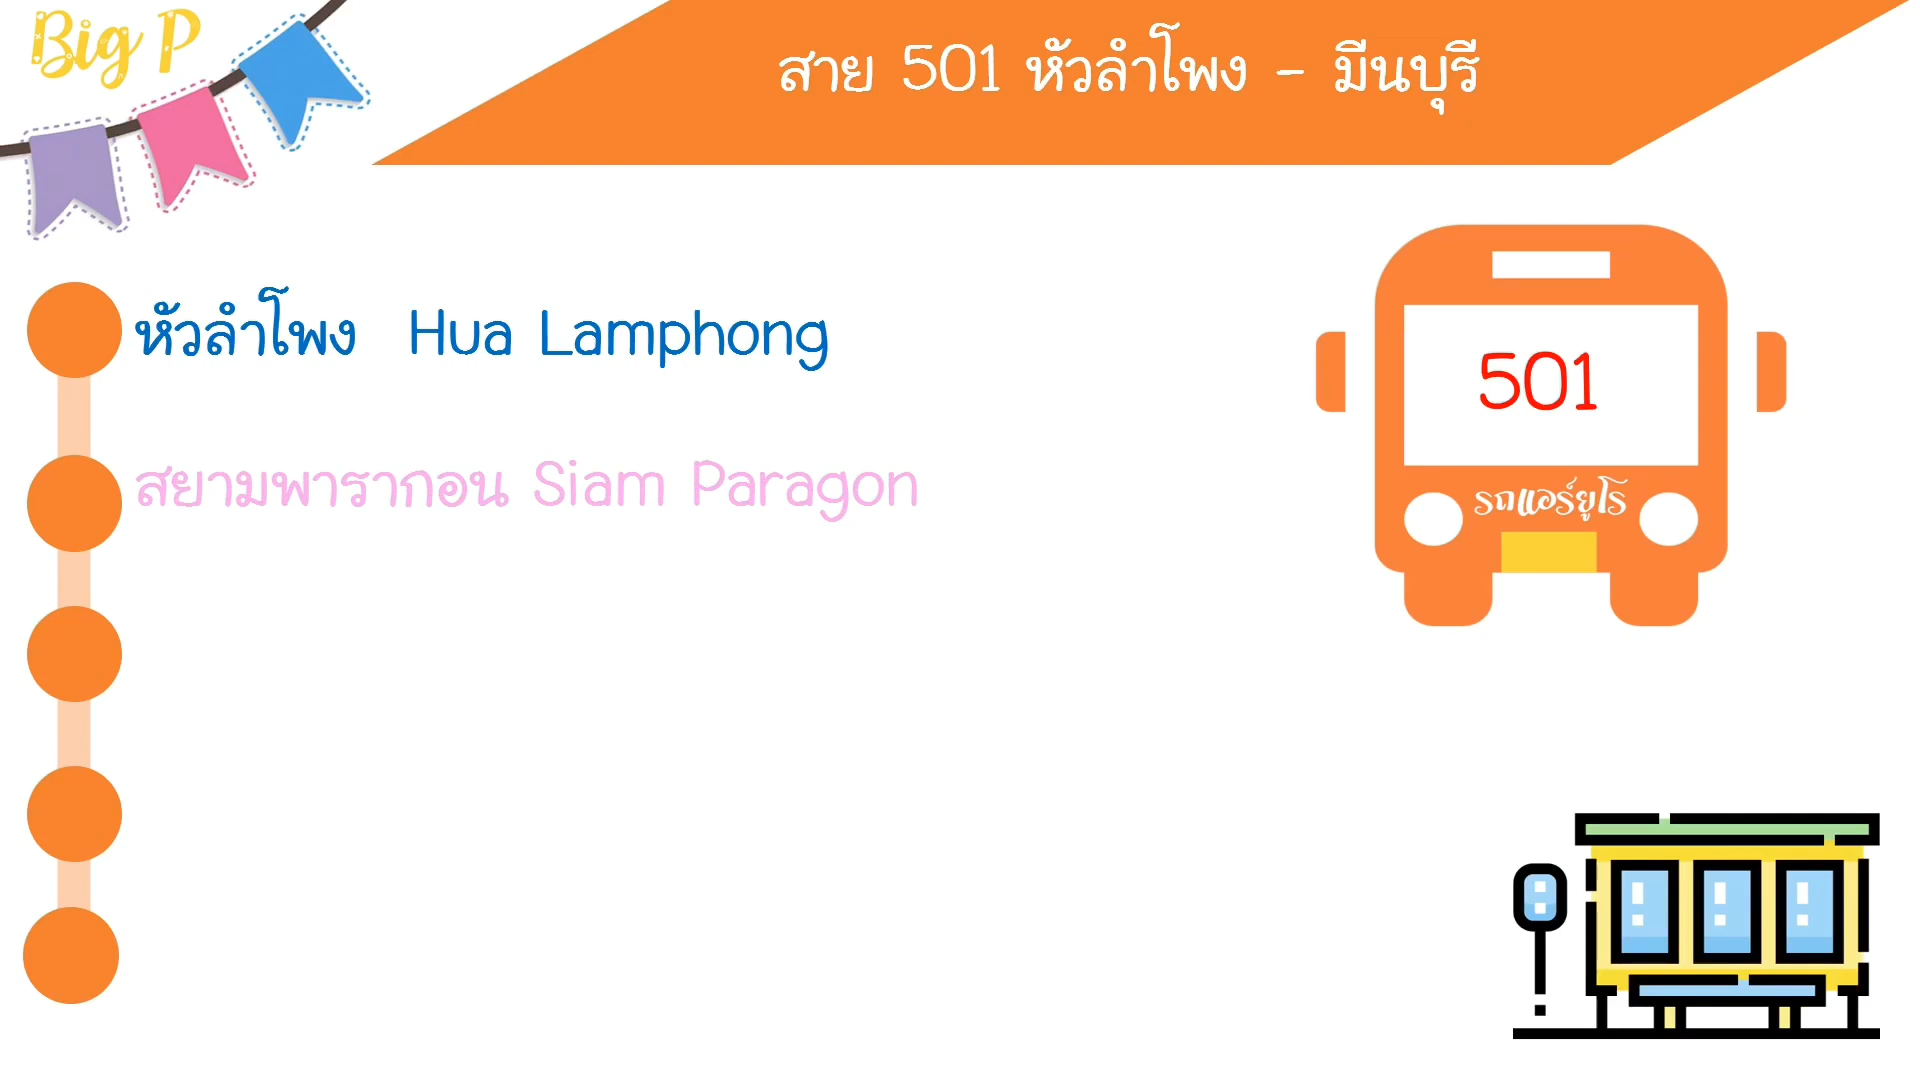 Big P
สาย 501 หัวลำโพง - มีนบุรี
หัวลำโพง Hua Lamphong
501
สยามพารากอน Siam Paragon
รถแอร์ยูโร